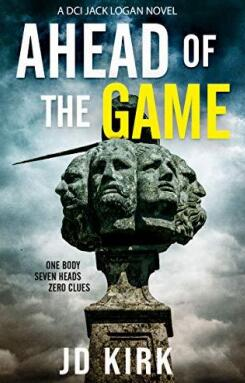 A DCI JACK LOGAN NOVEL
AHEAD OF
THE GAME
ONE BODY
SEVEN HEADS
ZERO CLUES
JD KIRK